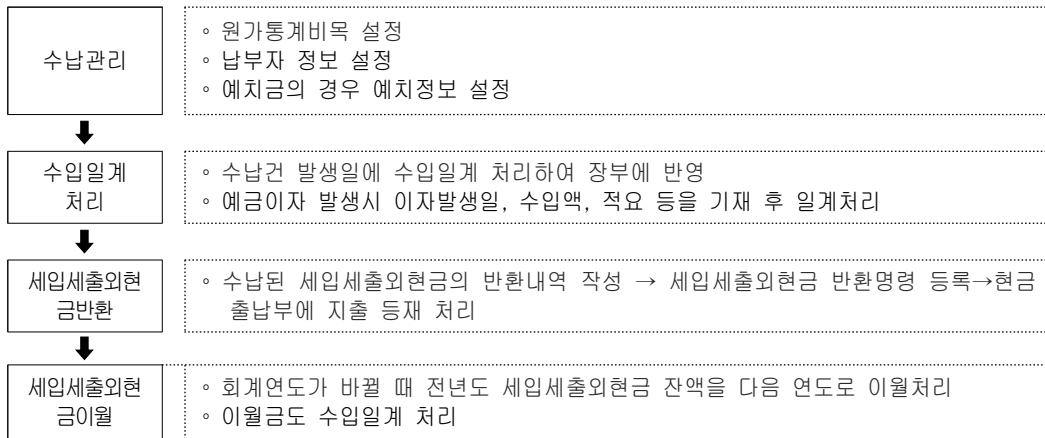 수납관리
◦ 원가통계비목 설정
◦ 납부자 정보 설정
◦ 예치금의 경우 예치정보 설정
수입일계
처리
◦ 수납건 발생일에 수입일계 처리하여 장부에 반영
◦ 예금이자 발생시 이자발생일, 수입액, 적요 등을 기재 후 일계처리
세입세출외현
금반환
◦ 수납된 세입세출외현금의 반환내역 작성 → 세입세출외현금 반환명령 등록→현금
출납부에 지출 등재 처리
세입세출외현
금이월
◦ 회계연도가 바뀔 때 전년도 세입세출외현금 잔액을 다음 연도로 이월처리
◦ 이월금도 수입일계 처리